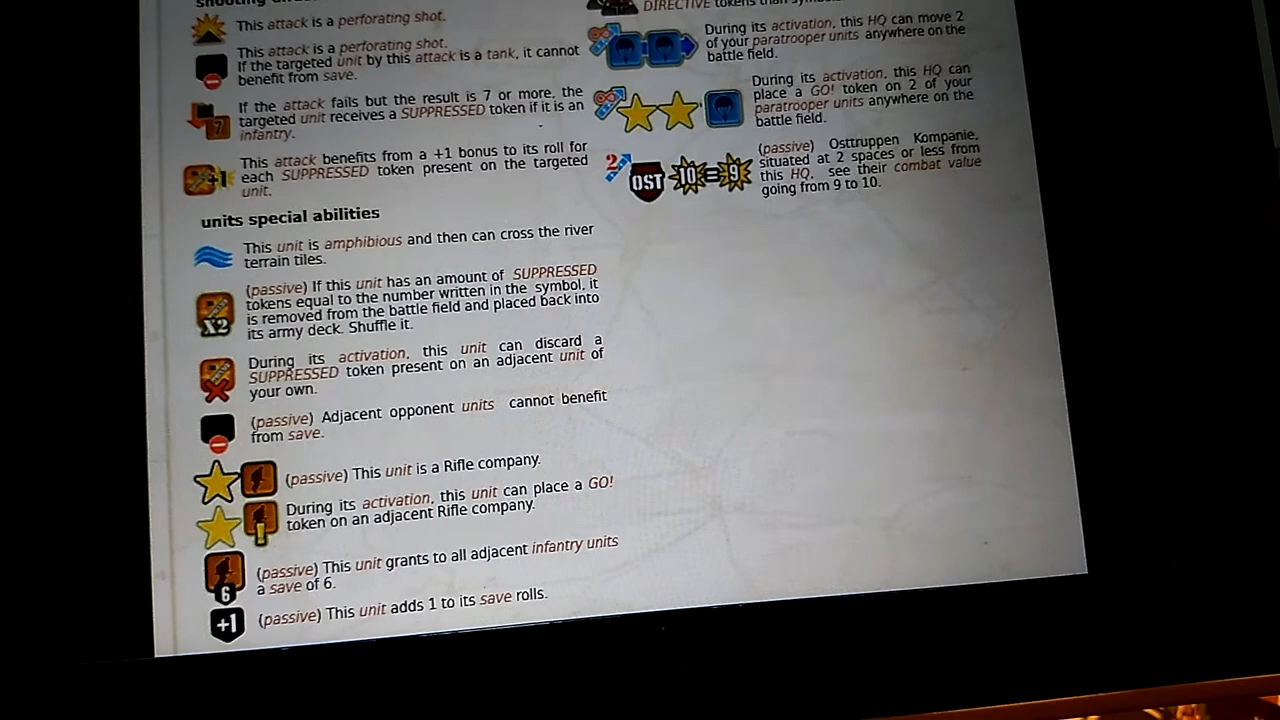 This attack is a perforating shot.
This attack is a perforating shot.
If the targeted unit by this attack is a tank, it cannot
benefit from save.
7
If the attack fails but the result is 7 or more, the
targeted unit receives a SUPPRESSED token if it is an
infantry.
+1
This attack benefits from a +1 bonus to its roll for
each SUPPRESSED token present on the targeted
unit.
units special abilities
This unit is amphibious and then can cross the river
terrain tiles.
X2
(passive) If this unit has an amount of SUPPRESSED
tokens equal to the number written in the symbol, it
is removed from the battle field and placed back into
its army deck. Shuffle it.
During its activation, this unit can discard a
SUPPRESSED token present on an adjacent unit of
your own.
(passive) Adjacent opponent units cannot benefit
from save.
(passive) This unit is a Rifle company.
During its activation, this unit can place a GO!
token on an adjacent Rifle company.
6
(passive) This unit grants to all adjacent infantry units
a save of 6.
+1
(passive) This unit adds 1 to its save rolls.
DIRECTIVE tokens than
During its activation, this HQ can move 2
of your paratrooper units anywhere on the
battle field.
During its activation, this HQ can
place a GO! token on 2 of your
paratrooper units anywhere on the
battle field.
2 OST 10=9
(passive) Osttruppen Kompanie,
situated at 2 spaces or less from
this HQ, see their combat value
going from 9 to 10.